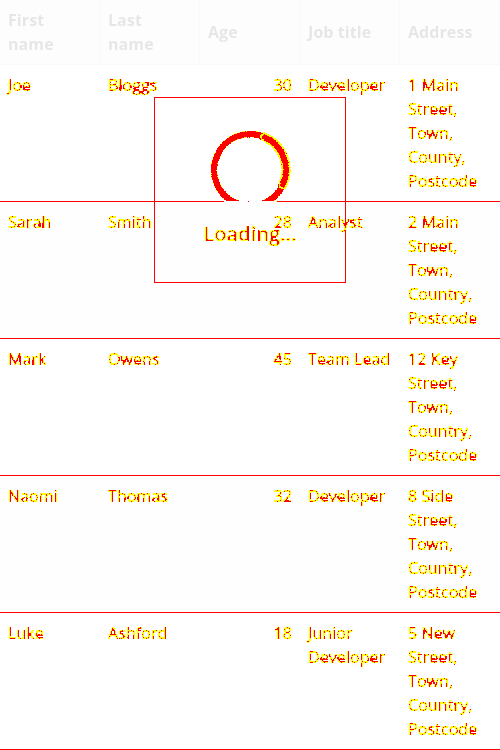 First name Last name Age Job title Address
Joe Bloggs 30 Developer 1 Main
Street,
Town,
County,
Postcode
Sarah Smith 28 Analyst 2 Main
Loading...
Street,
Town,
Country,
Postcode
Mark Owens 45 Team Lead 12 Key
Street,
Town,
Country,
Postcode
Naomi Thomas 32 Developer 8 Side
Street,
Town,
Country,
Postcode
Luke Ashford 18 Junior 5 New
Developer Street,
Town,
Country,
Postcode